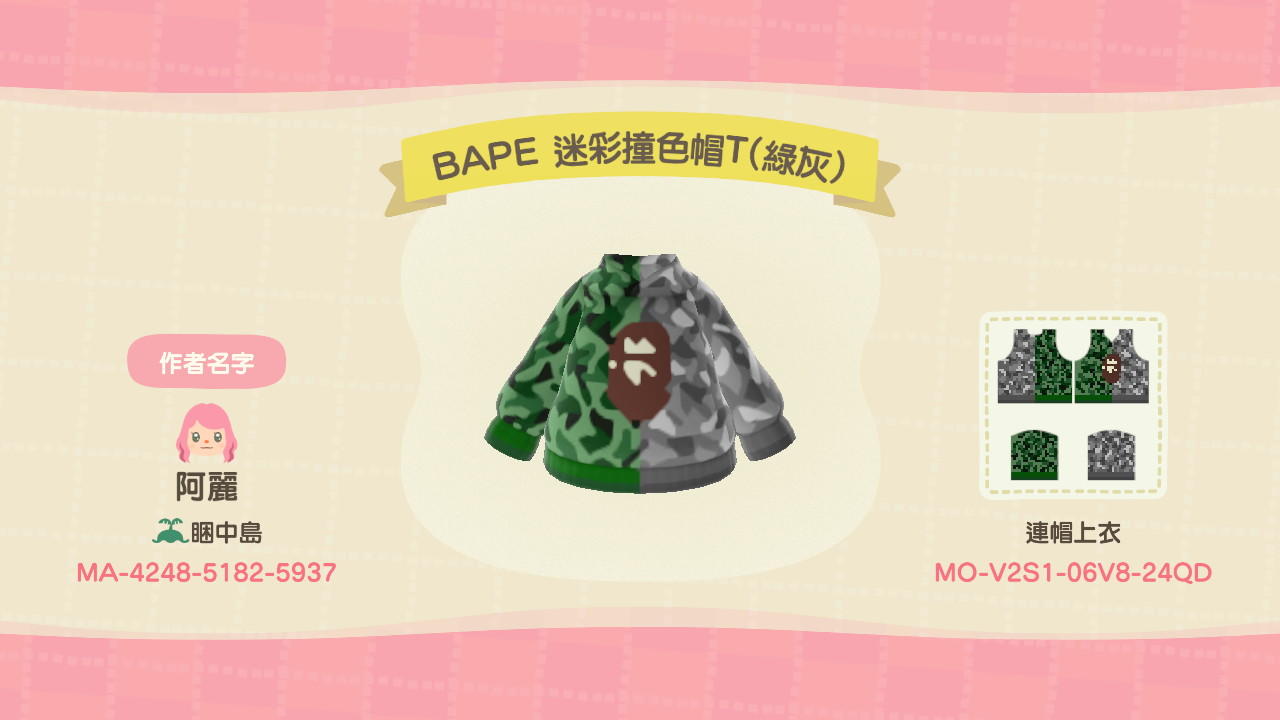 BAPE 迷彩撞色帽T(綠灰)
作者名字
阿麗
睏中島
MA-4248-5182-5937
連帽上衣
MO-V2S1-06V8-24QD